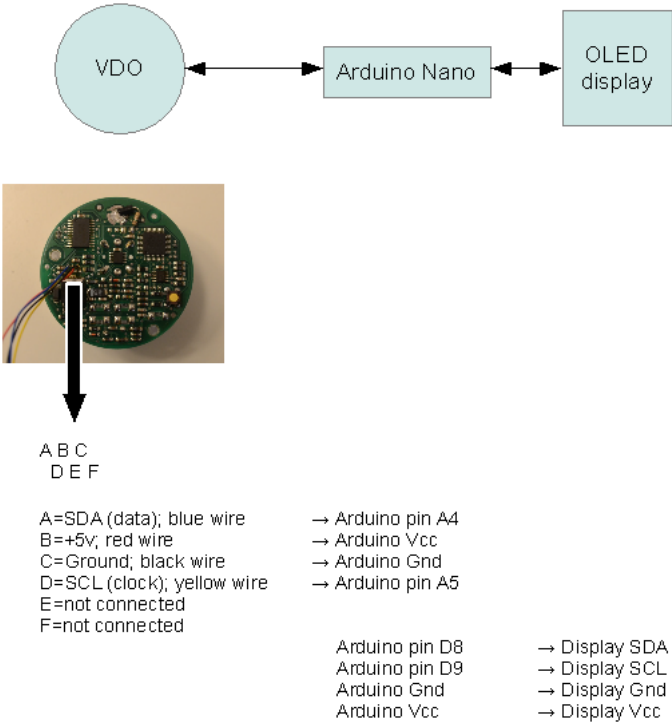 VDO
Arduino Nano
OLED
display
A B C
D E F
A=SDA (data); blue wire → Arduino pin A4
B=+5v; red wire → Arduino Vcc
C=Ground; black wire → Arduino Gnd
D=SCL (clock); yellow wire → Arduino pin A5
E=not connected
F=not connected
Arduino pin D8 → Display SDA
Arduino pin D9 → Display SCL
Arduino Gnd → Display Gnd
Arduino Vcc → Display Vcc